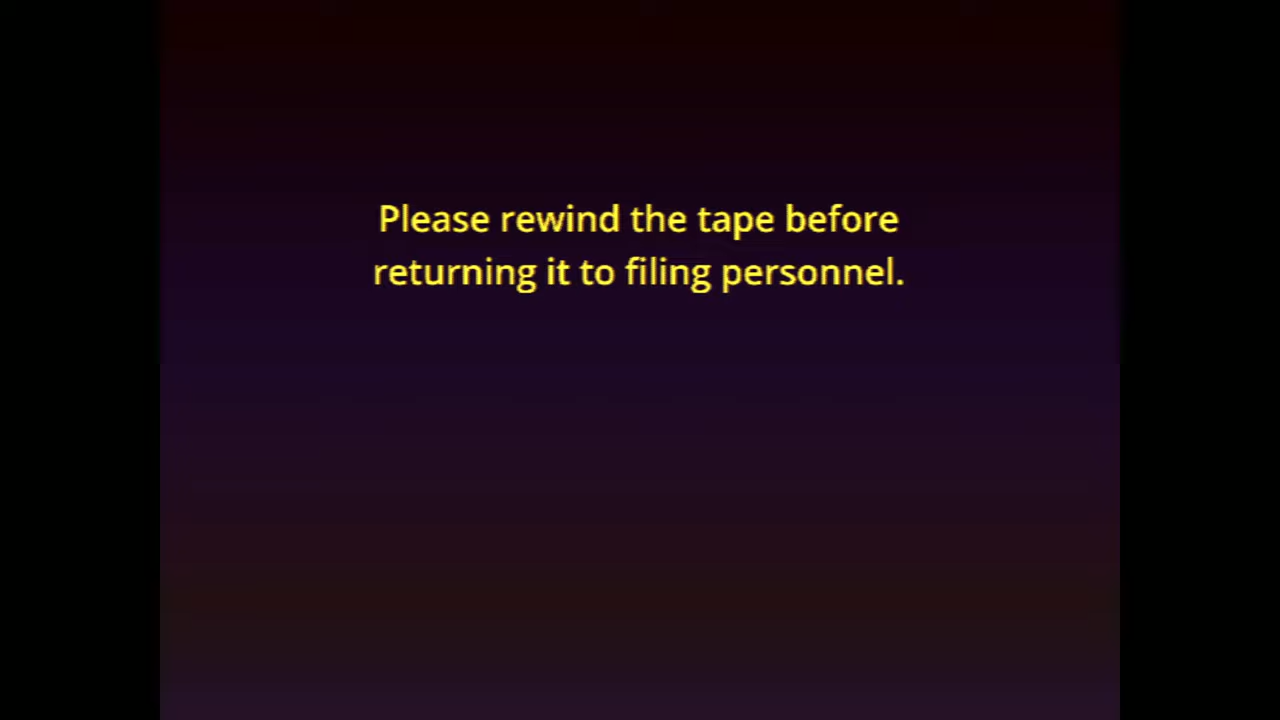 Please rewind the tape before
returning it to filing personnel.